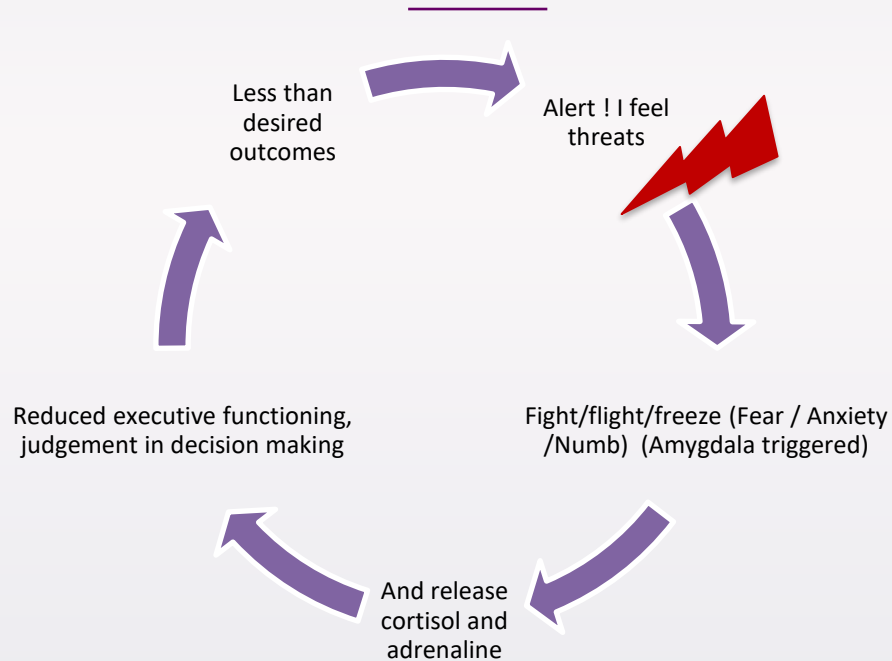 Less than
desired
outcomes
Alert ! I feel
threats
Fight/flight/freeze (Fear / Anxiety
/Numb)  (Amygdala triggered)
And release
cortisol and
adrenaline
Reduced executive functioning,
judgement in decision making